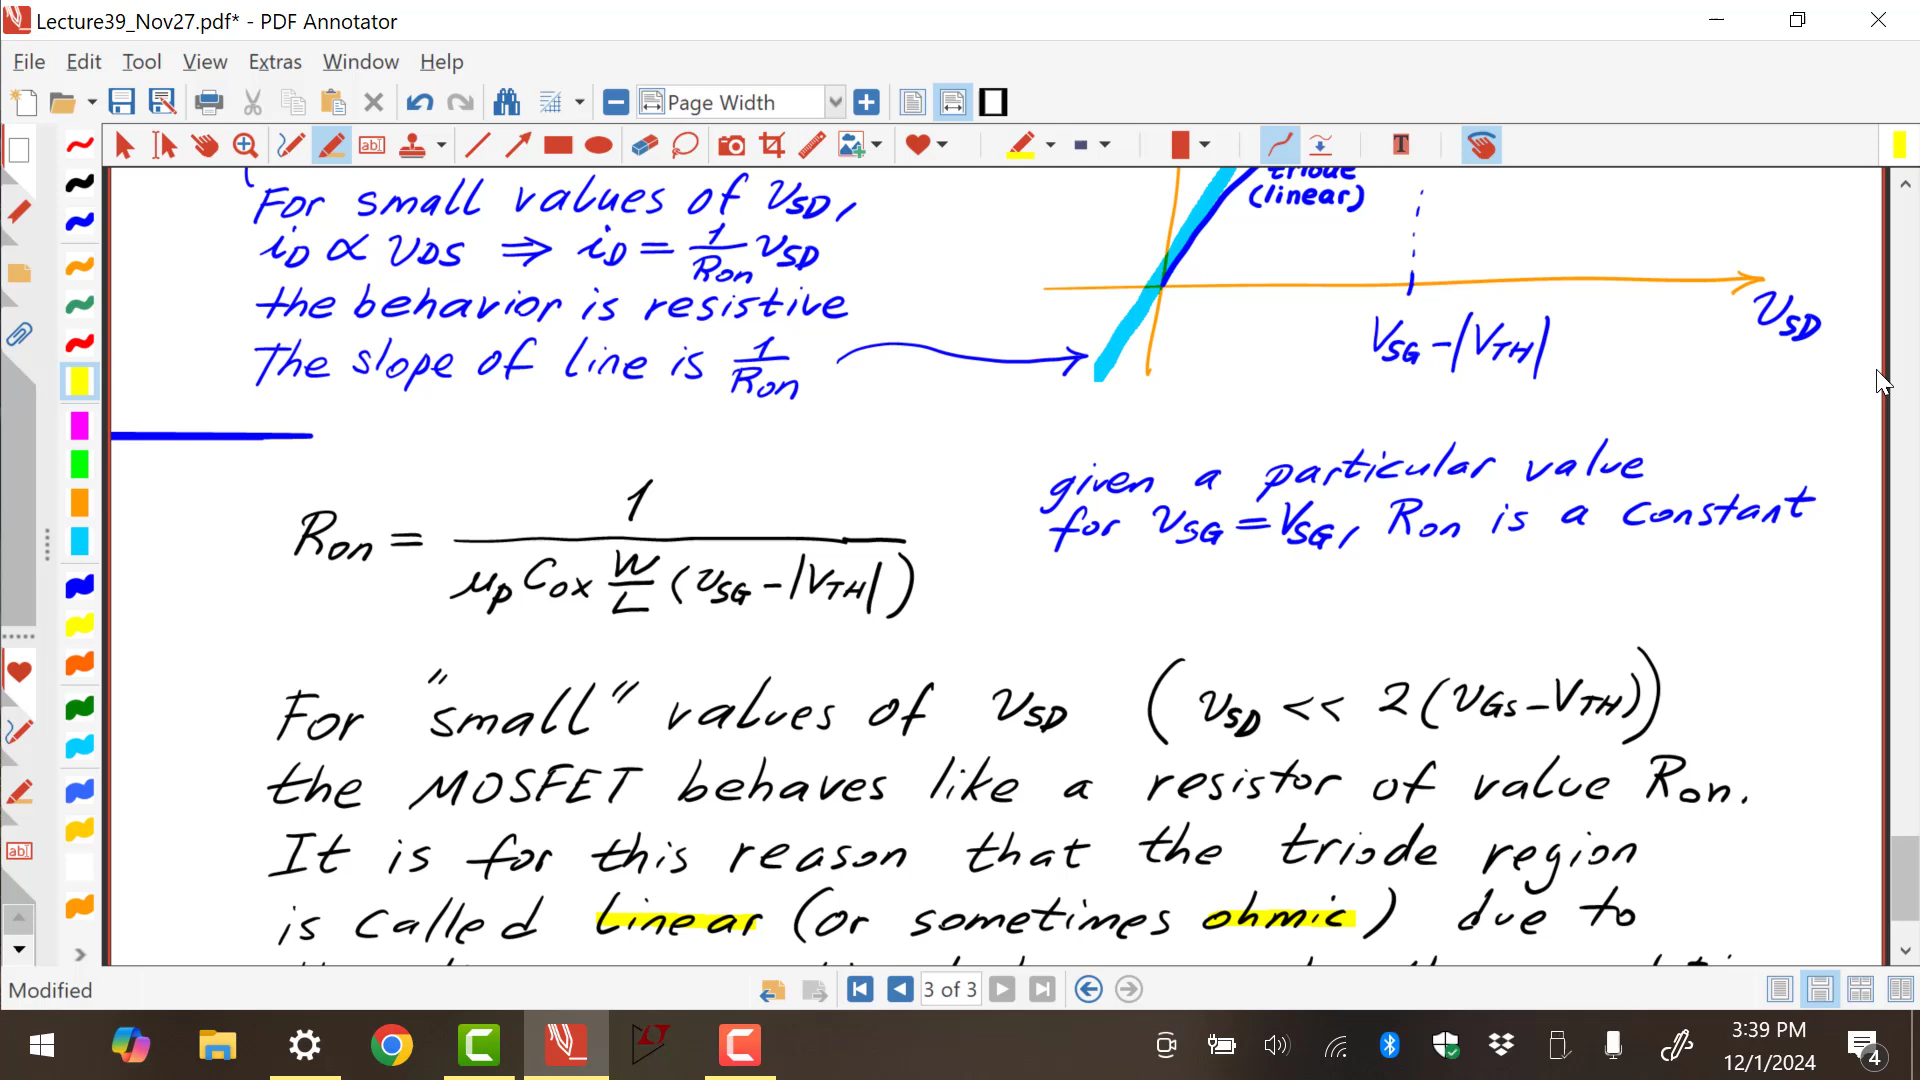 Lecture39_Nov27.pdf* - PDF Annotator
File Edit Tool View Extras Window Help
Page Width
For small values of VSD,
iD ∝ VDS ⇒ iD = 1/Ron VSD
the behavior is resistive
The slope of line is 1/Ron
triode
(linear)
VSD
VSG - |VTH|
given a particular value
for VSG = VSG, Ron is a constant
Ron = 1 / (μp Cox W/L (VSG - |VTH|))
For "small" values of VSD (VSD << 2(VGS - VTH))
the MOSFET behaves like a resistor of value Ron.
It is for this reason that the triode region
is called linear (or sometimes ohmic) due to
Modified
3 of 3
3:39 PM
12/1/2024
4